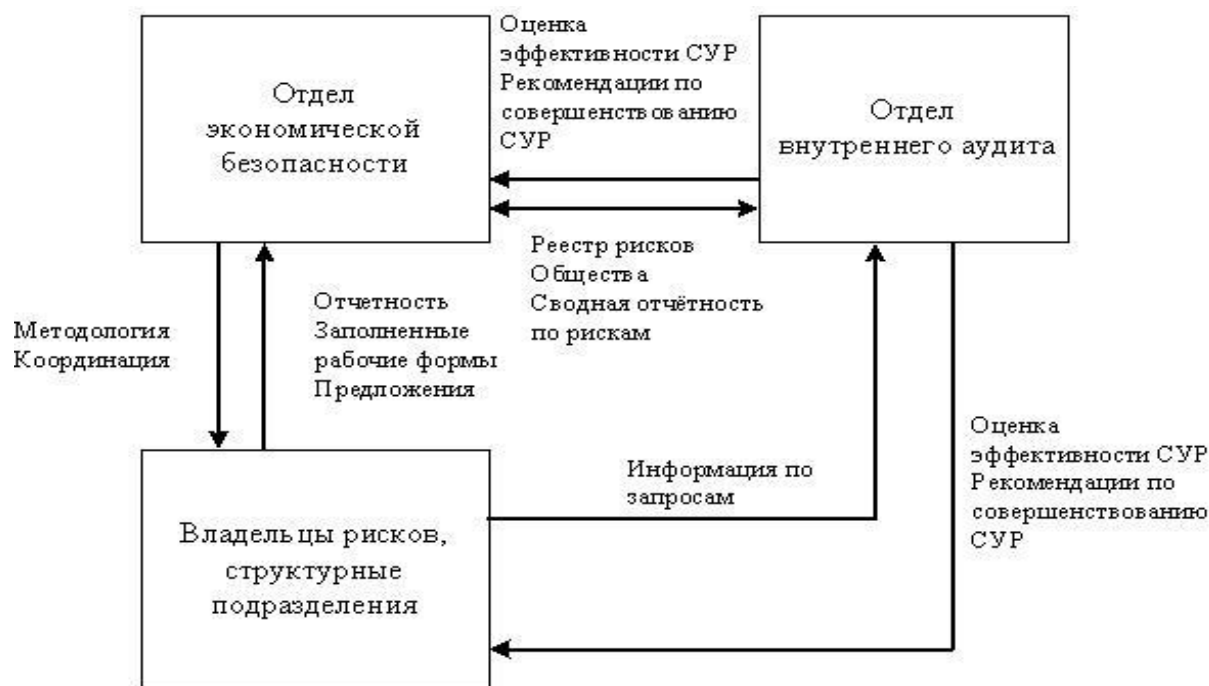 Отдел
экономической
безопасности
Оценка
эффективности СУР
Рекомендации по
совершенствованию
СУР
Отдел
внутреннего аудита
Реестр рисков
Общества
Сводная отчётность
по рискам
Методология
Координация
Отчетность
Заполненные
рабочие формы
Предложения
Информация по
запросам
Оценка
эффективности СУР
Рекомендации по
совершенствованию
СУР
Владельцы рисков,
структурные
подразделения